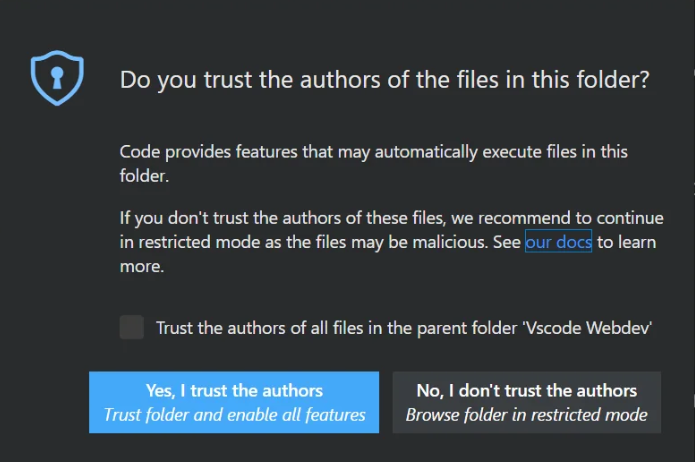 Do you trust the authors of the files in this folder?
Code provides features that may automatically execute files in this
folder.
If you don't trust the authors of these files, we recommend to continue
in restricted mode as the files may be malicious. See our docs to learn
more.
Trust the authors of all files in the parent folder 'Vscode Webdev'
Yes, I trust the authors
Trust folder and enable all features
No, I don't trust the authors
Browse folder in restricted mode